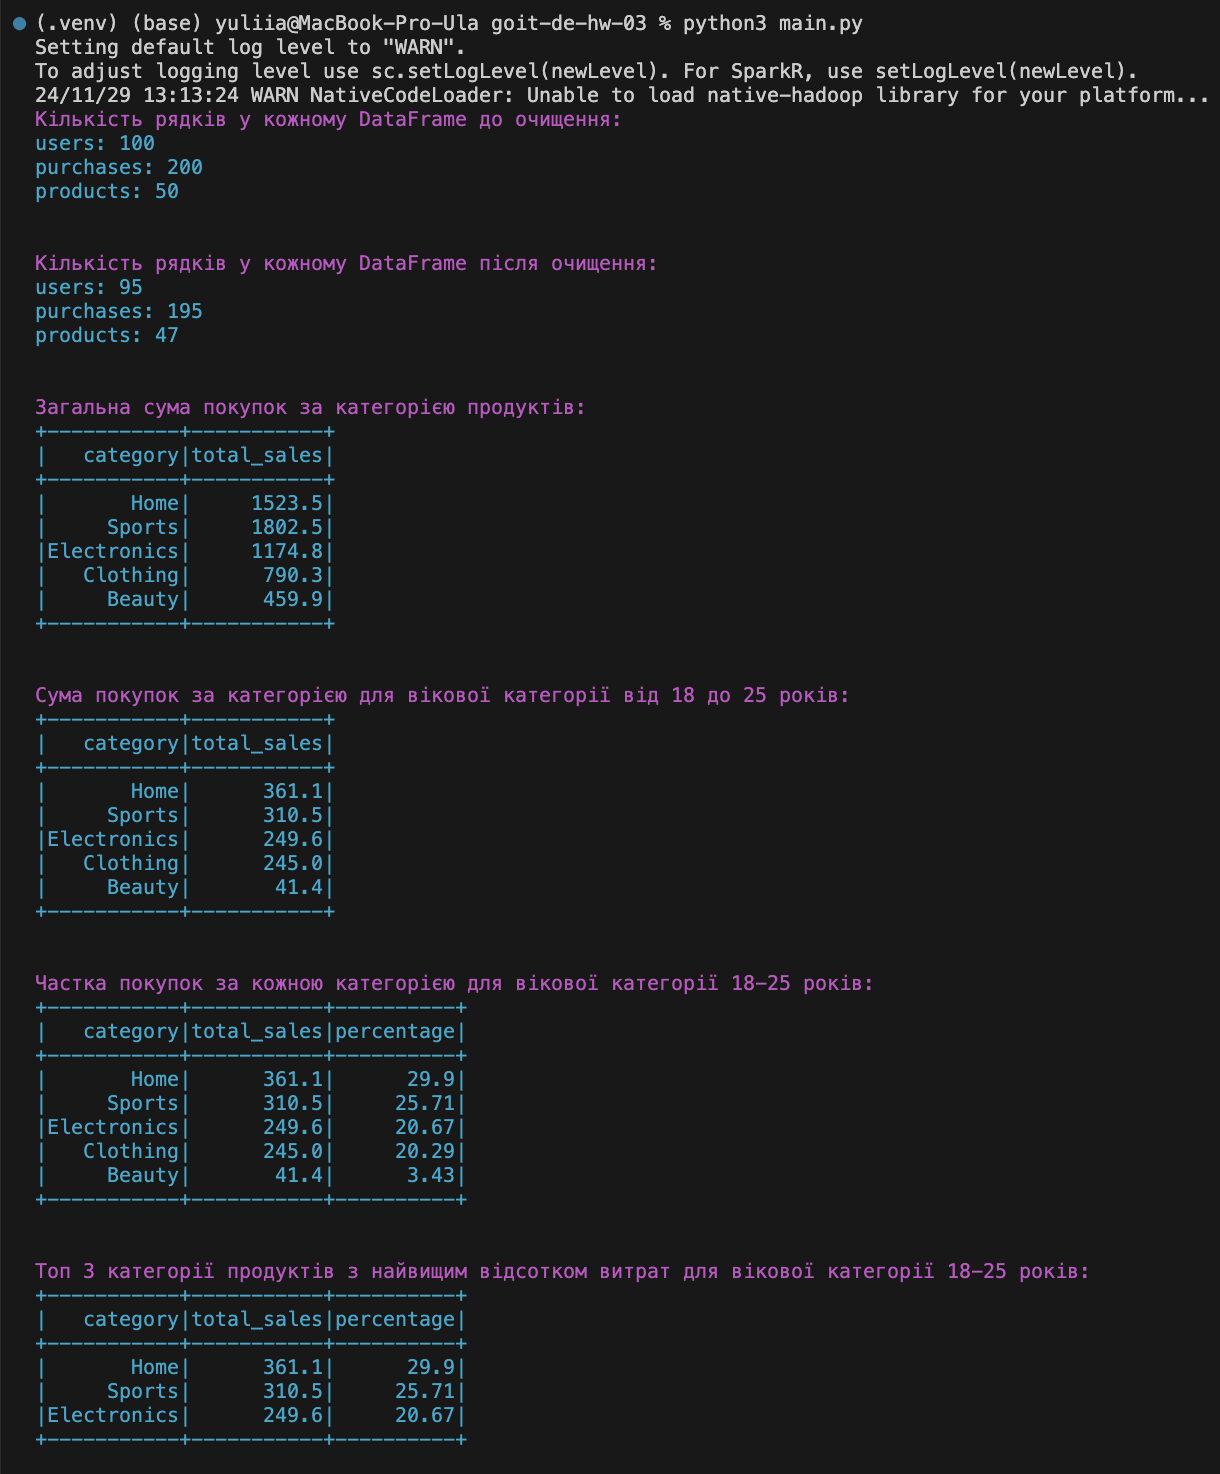 (.venv) (base) yuliia@MacBook-Pro-Ula goit-de-hw-03 % python3 main.py
Setting default log level to "WARN".
To adjust logging level use sc.setLogLevel(newLevel). For SparkR, use setLogLevel(newLevel).
24/11/29 13:13:24 WARN NativeCodeLoader: Unable to load native-hadoop library for your platform...
Кількість рядків у кожному DataFrame до очищення:
users: 100
purchases: 200
products: 50
Кількість рядків у кожному DataFrame після очищення:
users: 95
purchases: 195
products: 47
Загальна сума покупок за категорією продуктів:
+-----------+-----------+
|   category|total_sales|
+-----------+-----------+
|       Home|     1523.5|
|     Sports|     1802.5|
|Electronics|     1174.8|
|   Clothing|      790.3|
|     Beauty|      459.9|
+-----------+-----------+
Сума покупок за категорією для вікової категорії від 18 до 25 років:
+-----------+-----------+
|   category|total_sales|
+-----------+-----------+
|       Home|      361.1|
|     Sports|      310.5|
|Electronics|      249.6|
|   Clothing|      245.0|
|     Beauty|       41.4|
+-----------+-----------+
Частка покупок за кожною категорією для вікової категорії 18-25 років:
+-----------+-----------+----------+
|   category|total_sales|percentage|
+-----------+-----------+----------+
|       Home|      361.1|      29.9|
|     Sports|      310.5|     25.71|
|Electronics|      249.6|     20.67|
|   Clothing|      245.0|     20.29|
|     Beauty|       41.4|      3.43|
+-----------+-----------+----------+
Топ 3 категорії продуктів з найвищим відсотком витрат для вікової категорії 18-25 років:
+-----------+-----------+----------+
|   category|total_sales|percentage|
+-----------+-----------+----------+
|       Home|      361.1|      29.9|
|     Sports|      310.5|     25.71|
|Electronics|      249.6|     20.67|
+-----------+-----------+----------+